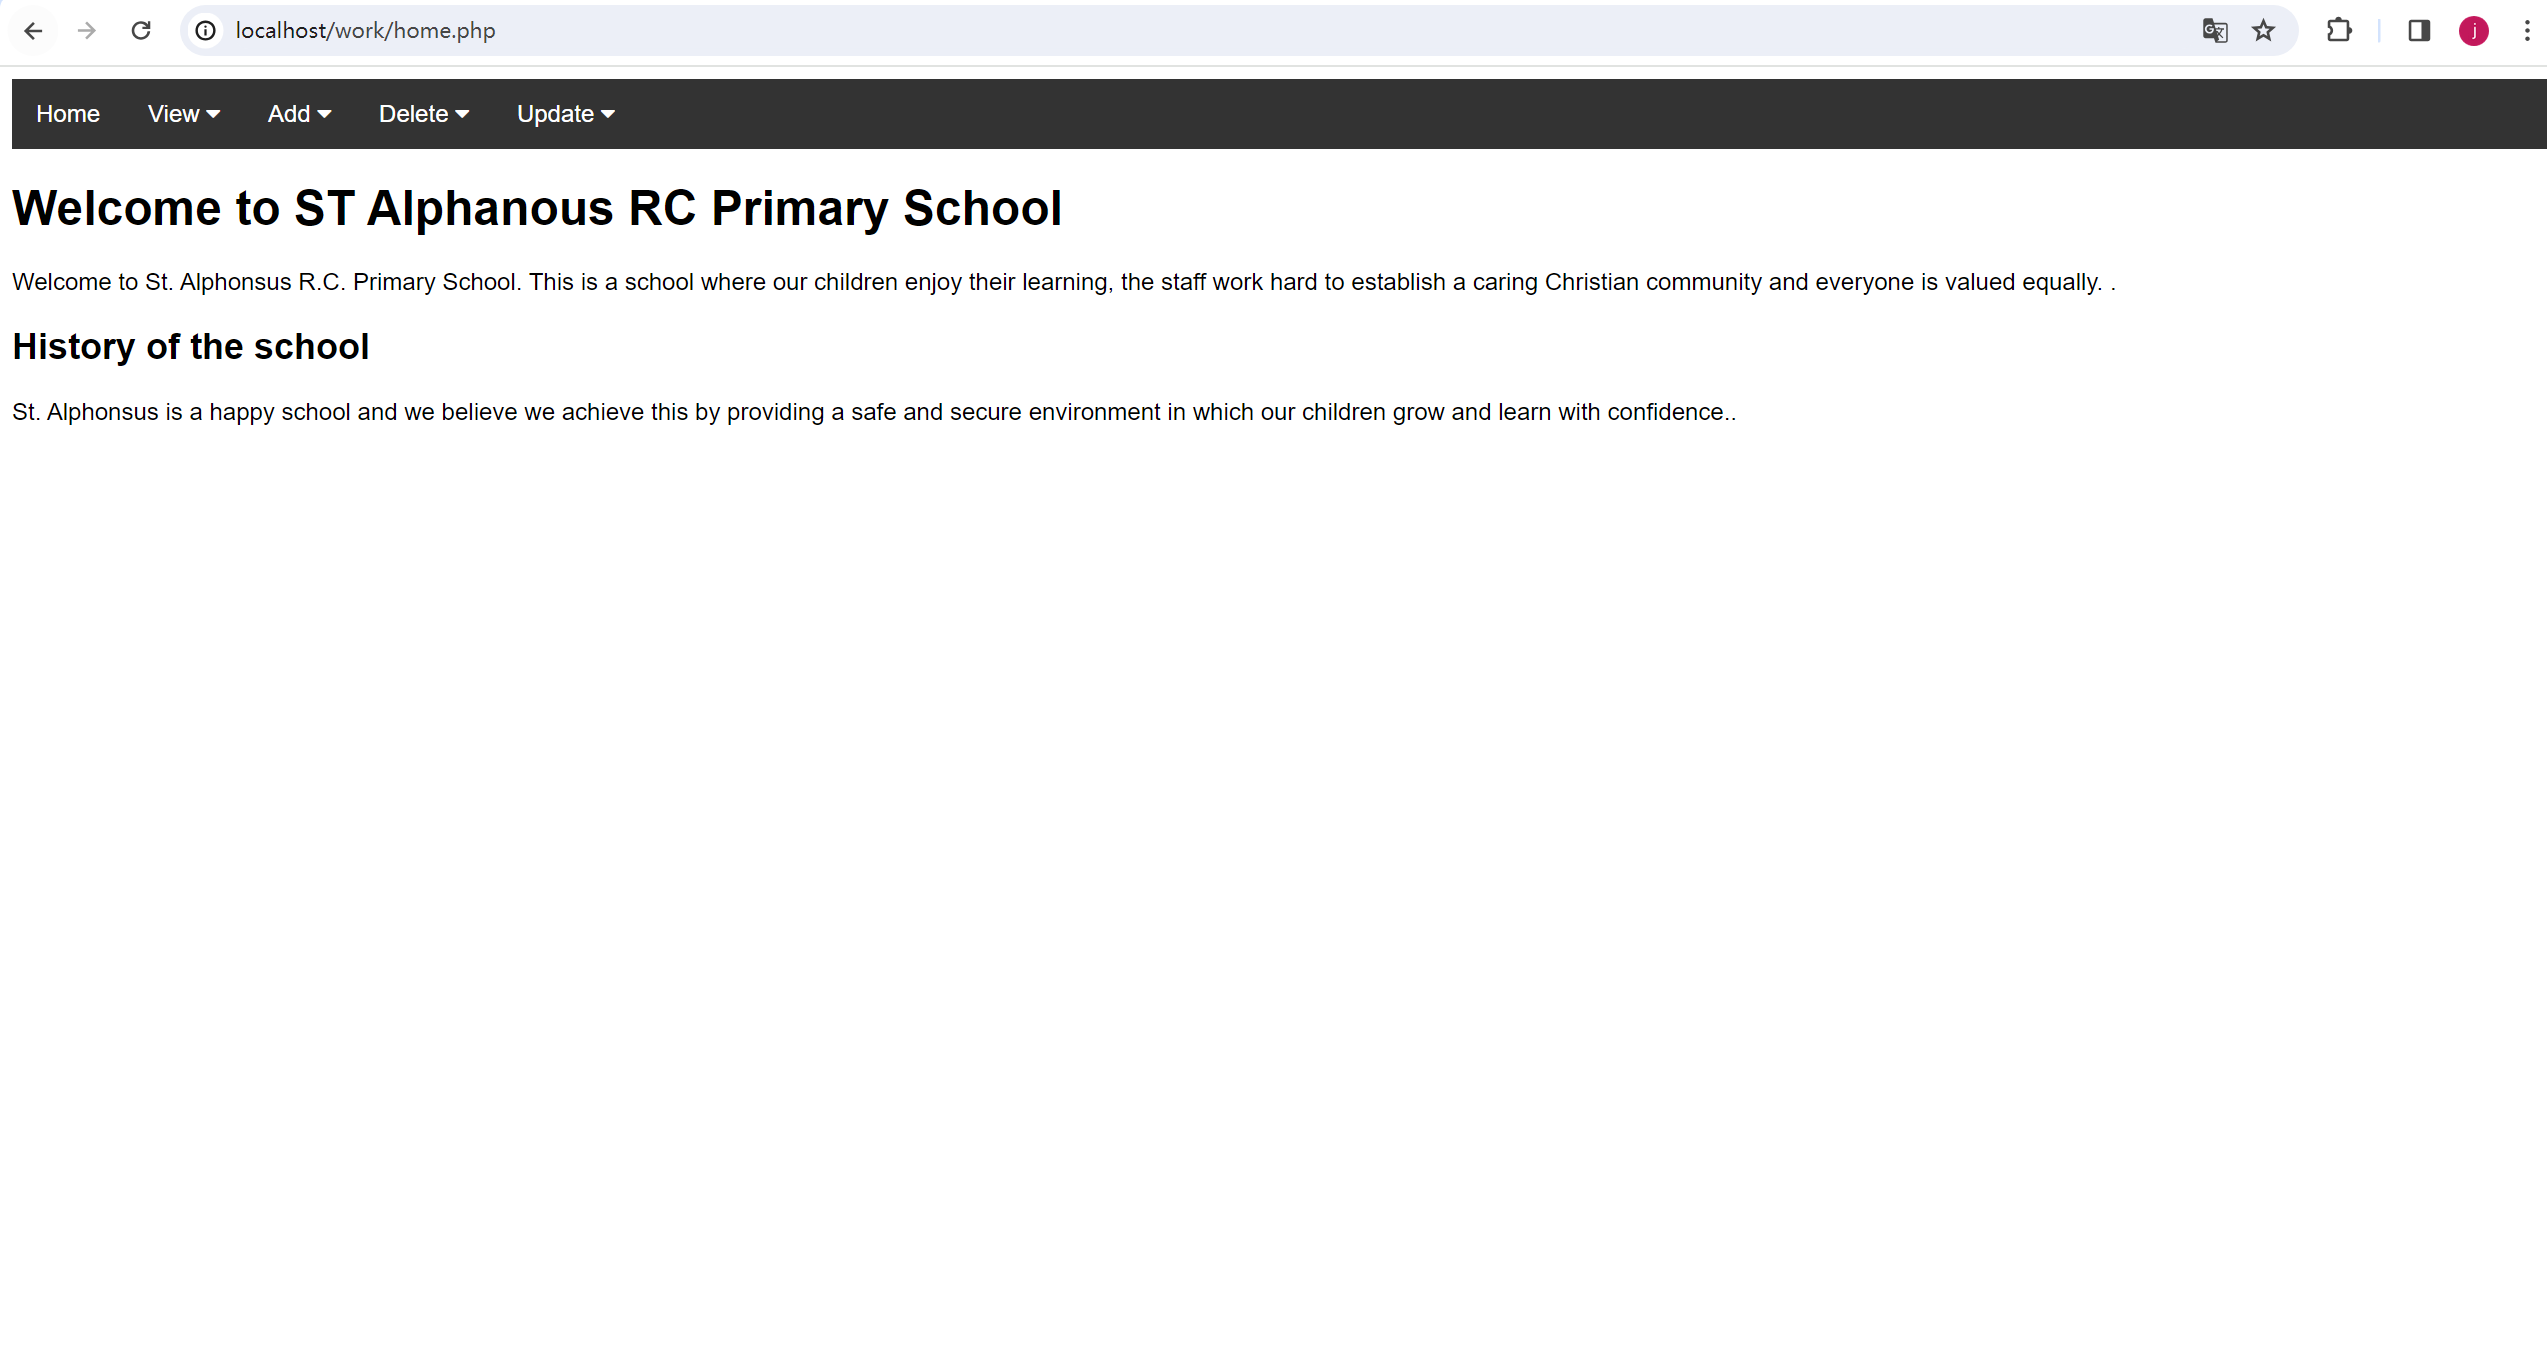 localhost/work/home.php
j
Home View Add Delete Update
Welcome to ST Alphanous RC Primary School
Welcome to St. Alphonsus R.C. Primary School. This is a school where our children enjoy their learning, the staff work hard to establish a caring Christian community and everyone is valued equally. .
History of the school
St. Alphonsus is a happy school and we believe we achieve this by providing a safe and secure environment in which our children grow and learn with confidence..